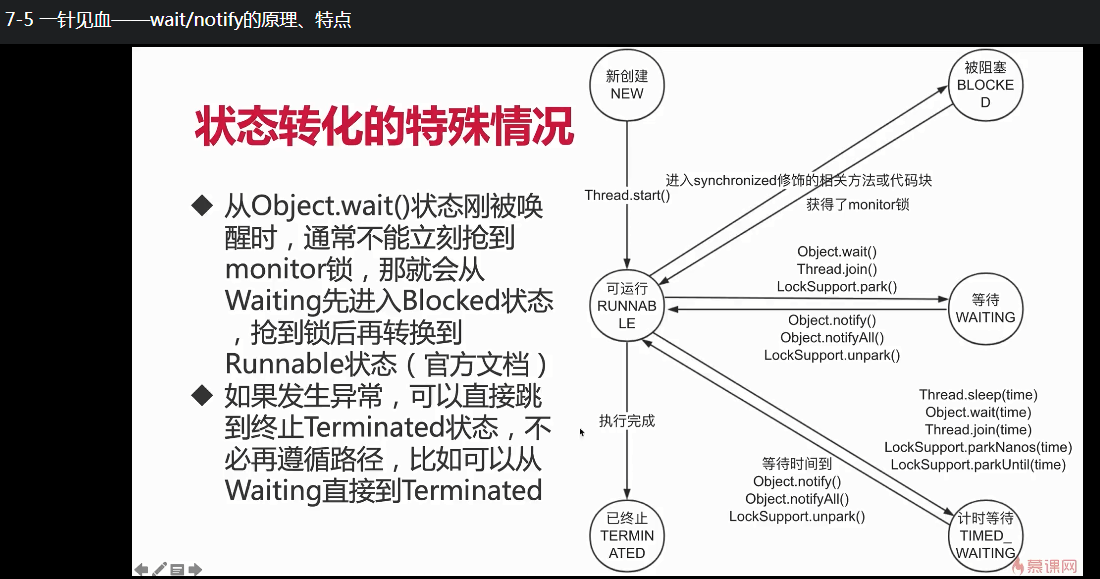 7-5 一针见血——wait/notify的原理、特点
状态转化的特殊情况
从Object.wait()状态刚被唤
醒时，通常不能立刻抢到
monitor锁，那就会从
Waiting先进入Blocked状态
，抢到锁后再转换到
Runnable状态（官方文档）
如果发生异常，可以直接跳
到终止Terminated状态，不
必再遵循路径，比如可以从
Waiting直接到Terminated
新创建
NEW
被阻塞
BLOCKE
D
进入synchronized修饰的相关方法或代码块
Thread.start()
获得了monitor锁
Object.wait()
Thread.join()
LockSupport.park()
可运行
RUNNAB
LE
等待
WAITING
Object.notify()
Object.notifyAll()
LockSupport.unpark()
Thread.sleep(time)
Object.wait(time)
Thread.join(time)
LockSupport.parkNanos(time)
LockSupport.parkUntil(time)
执行完成
等待时间到
Object.notify()
Object.notifyAll()
LockSupport.unpark()
已终止
TERMIN
ATED
计时等待
TIMED_
WAITING
慕课网